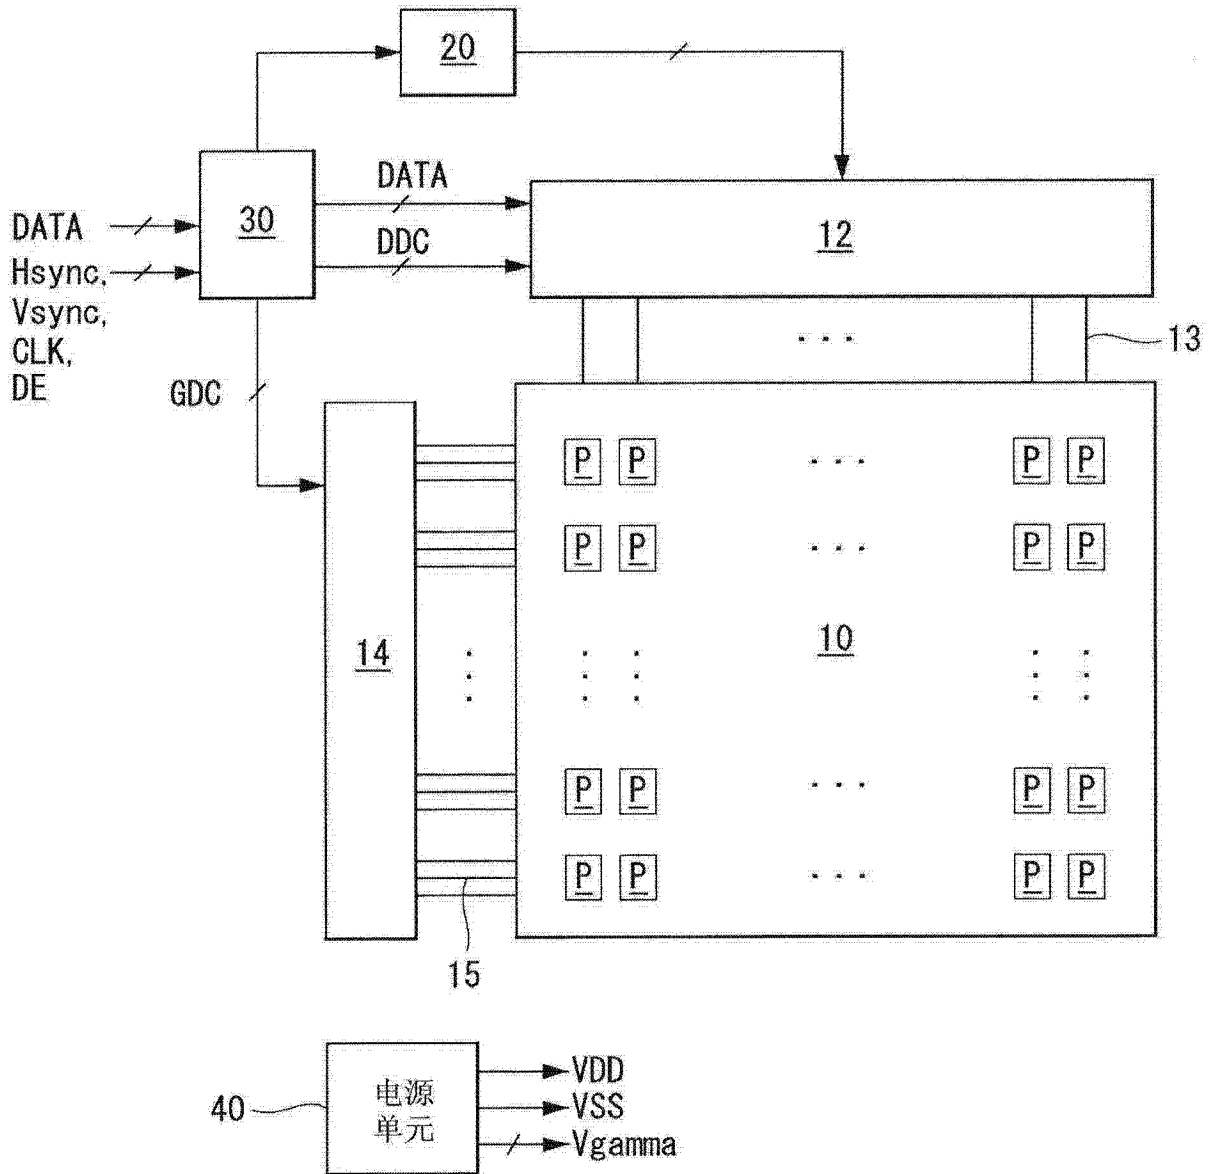 20
DATA
30
12
DATA
DDC
Hsync,
Vsync,
CLK,
DE
13
GDC
P P ... P P
P P ... P P
14
10
P P ... P P
P P ... P P
15
40
电源
单元
VDD
VSS
Vgamma